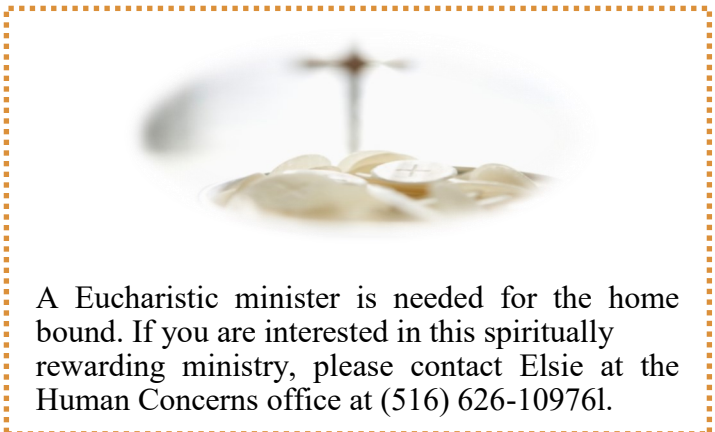 A Eucharistic minister is needed for the home
bound. If you are interested in this spiritually
rewarding ministry, please contact Elsie at the
Human Concerns office at (516) 626-10976l.